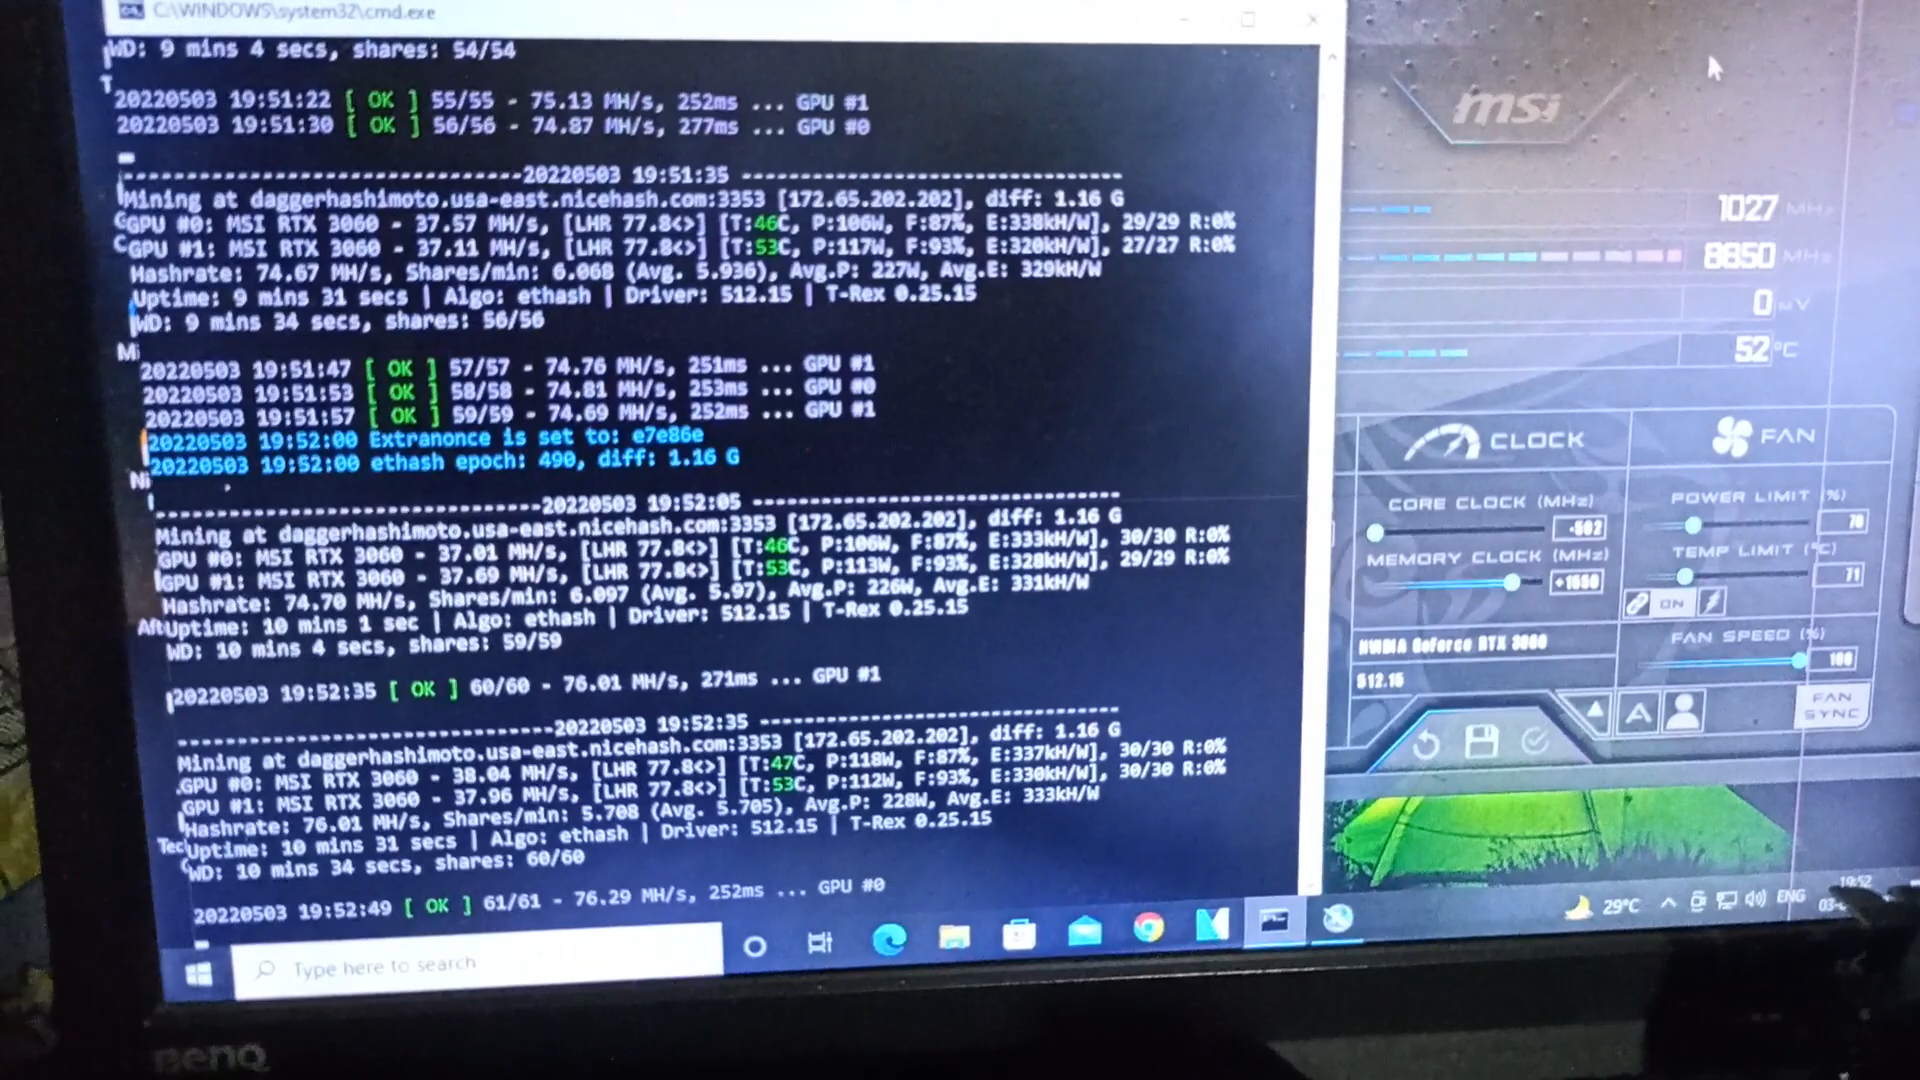 C:\WINDOWS\system32\cmd.exe
WD: 9 mins 4 secs, shares: 54/54
20220503 19:51:22 [ OK ] 55/55 - 75.13 MH/s, 252ms ... GPU #1
20220503 19:51:30 [ OK ] 56/56 - 74.87 MH/s, 277ms ... GPU #0
--------------------------------20220503 19:51:35 --------------------------------
Mining at daggerhashimoto.usa-east.nicehash.com:3353 [172.65.202.202], diff: 1.16 G
GPU #0: MSI RTX 3060 - 37.57 MH/s, [LHR 77.8<>] [T:46C, P:106W, F:87%, E:338kH/W], 29/29 R:0%
GPU #1: MSI RTX 3060 - 37.11 MH/s, [LHR 77.8<>] [T:53C, P:117W, F:93%, E:320kH/W], 27/27 R:0%
Hashrate: 74.67 MH/s, Shares/min: 6.068 (Avg. 5.936), Avg.P: 227W, Avg.E: 329kH/W
Uptime: 9 mins 31 secs | Algo: ethash | Driver: 512.15 | T-Rex 0.25.15
WD: 9 mins 34 secs, shares: 56/56
20220503 19:51:47 [ OK ] 57/57 - 74.76 MH/s, 251ms ... GPU #1
20220503 19:51:53 [ OK ] 58/58 - 74.81 MH/s, 253ms ... GPU #0
20220503 19:51:57 [ OK ] 59/59 - 74.69 MH/s, 252ms ... GPU #1
20220503 19:52:00 Extranonce is set to: e7e86e
20220503 19:52:00 ethash epoch: 490, diff: 1.16 G
--------------------------------20220503 19:52:05 --------------------------------
Mining at daggerhashimoto.usa-east.nicehash.com:3353 [172.65.202.202], diff: 1.16 G
GPU #0: MSI RTX 3060 - 37.01 MH/s, [LHR 77.8<>] [T:46C, P:106W, F:87%, E:333kH/W], 30/30 R:0%
GPU #1: MSI RTX 3060 - 37.69 MH/s, [LHR 77.8<>] [T:53C, P:113W, F:93%, E:328kH/W], 29/29 R:0%
Hashrate: 74.70 MH/s, Shares/min: 6.097 (Avg. 5.97), Avg.P: 226W, Avg.E: 331kH/W
Uptime: 10 mins 1 sec | Algo: ethash | Driver: 512.15 | T-Rex 0.25.15
WD: 10 mins 4 secs, shares: 59/59
20220503 19:52:35 [ OK ] 60/60 - 76.01 MH/s, 271ms ... GPU #1
--------------------------------20220503 19:52:35 --------------------------------
Mining at daggerhashimoto.usa-east.nicehash.com:3353 [172.65.202.202], diff: 1.16 G
GPU #0: MSI RTX 3060 - 38.04 MH/s, [LHR 77.8<>] [T:47C, P:118W, F:87%, E:337kH/W], 30/30 R:0%
GPU #1: MSI RTX 3060 - 37.96 MH/s, [LHR 77.8<>] [T:53C, P:112W, F:93%, E:330kH/W], 30/30 R:0%
Hashrate: 76.01 MH/s, Shares/min: 5.708 (Avg. 5.705), Avg.P: 228W, Avg.E: 333kH/W
Uptime: 10 mins 31 secs | Algo: ethash | Driver: 512.15 | T-Rex 0.25.15
WD: 10 mins 34 secs, shares: 60/60
20220503 19:52:49 [ OK ] 61/61 - 76.29 MH/s, 252ms ... GPU #0
msi
1027 MHz
8850 MHz
0 MV
52 °C
CLOCK
FAN
CORE CLOCK (MHz)
-502
MEMORY CLOCK (MHz)
+1550
POWER LIMIT (%)
70
TEMP LIMIT (°C)
71
ON
NVIDIA GeForce RTX 3060
512.15
FAN SPEED (%)
100
A
FAN
SYNC
Type here to search
29°C
ENG
19:52
BenQ